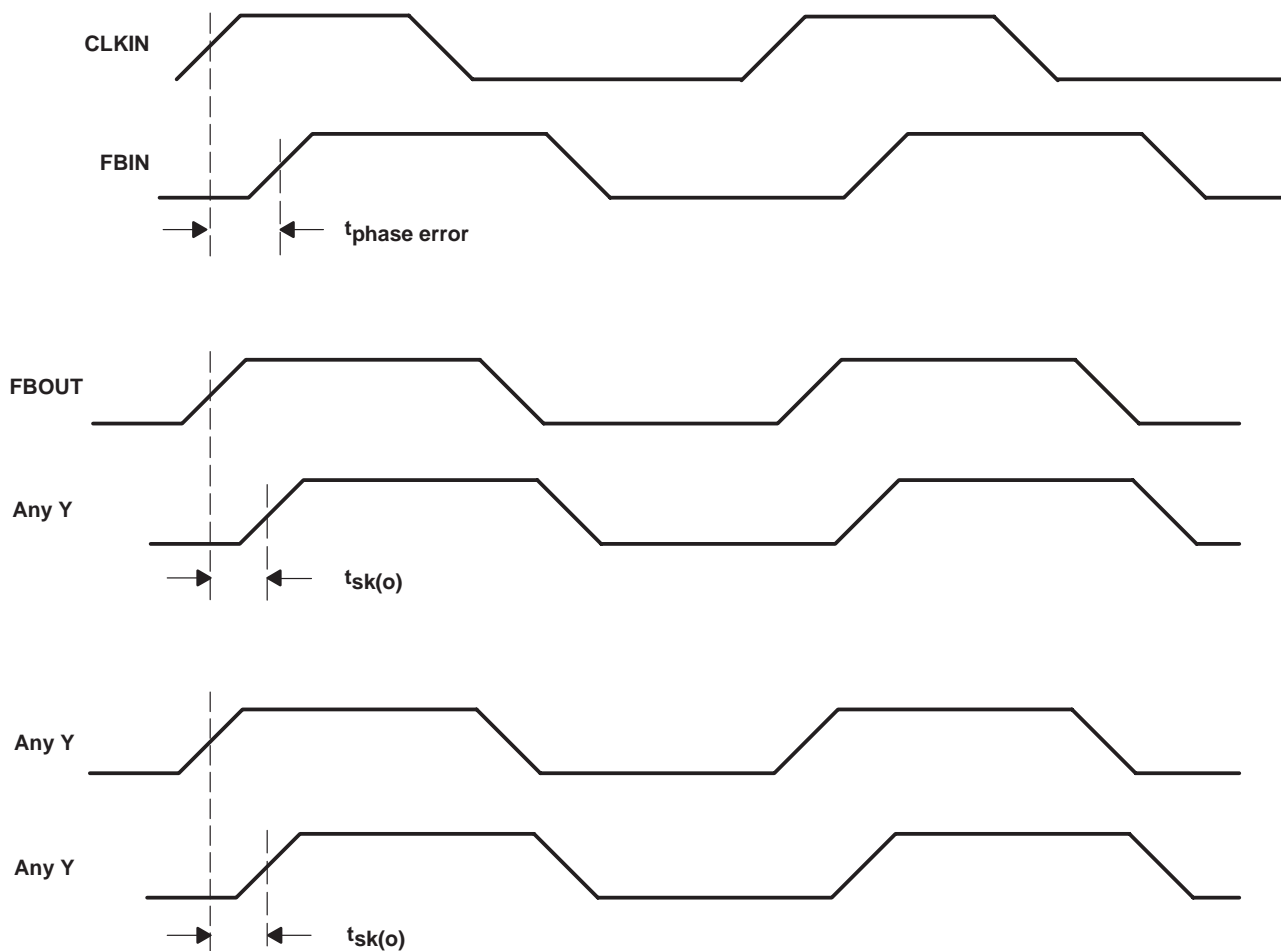 CLKIN
FBIN
tphase error
FBOUT
Any Y
tsk(o)
Any Y
Any Y
tsk(o)